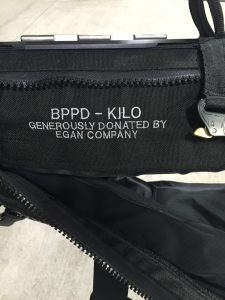 BPPD - KILO
GENEROUSLY DONATED BY
EGAN COMPANY